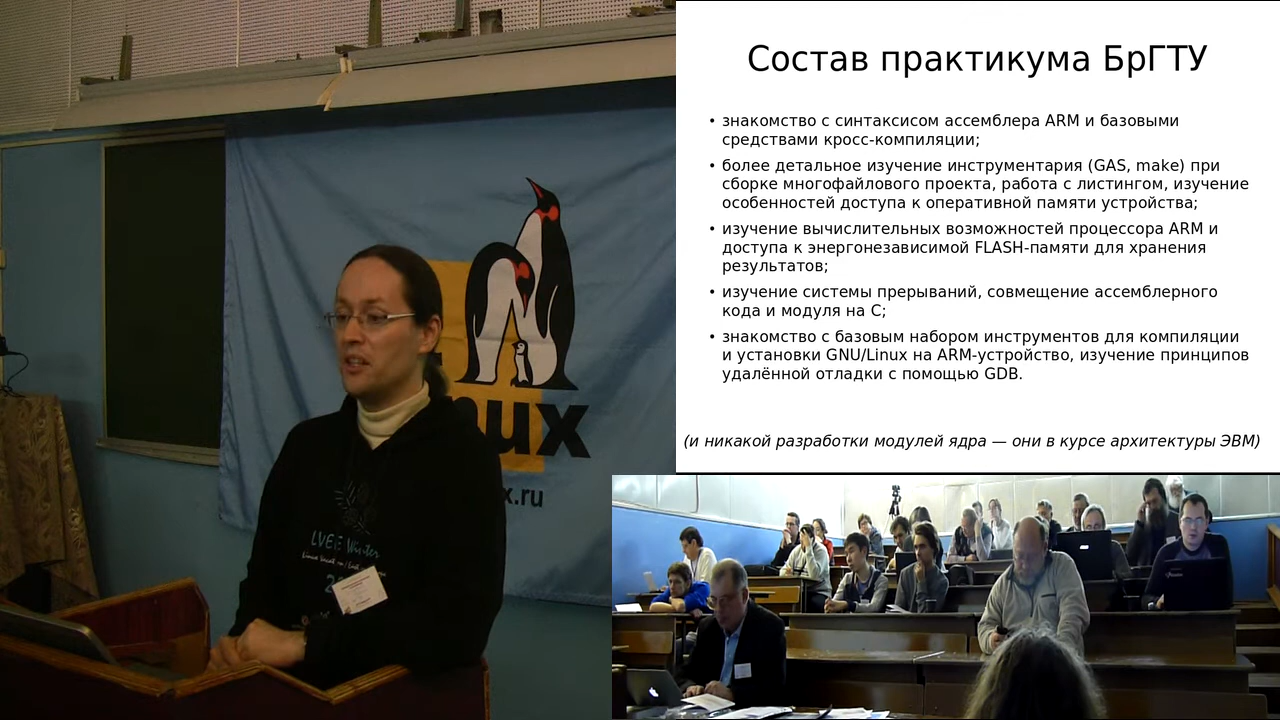 Состав практикума БрГТУ
• знакомство с синтаксисом ассемблера ARM и базовыми
средствами кросс-компиляции;
• более детальное изучение инструментария (GAS, make) при
сборке многофайлового проекта, работа с листингом, изучение
особенностей доступа к оперативной памяти устройства;
• изучение вычислительных возможностей процессора ARM и
доступа к энергонезависимой FLASH-памяти для хранения
результатов;
• изучение системы прерываний, совмещение ассемблерного
кода и модуля на C;
• знакомство с базовым набором инструментов для компиляции
и установки GNU/Linux на ARM-устройство, изучение принципов
удалённой отладки с помощью GDB.
(и никакой разработки модулей ядра — они в курсе архитектуры ЭВМ)
nux
x.ru
LVEE Winter